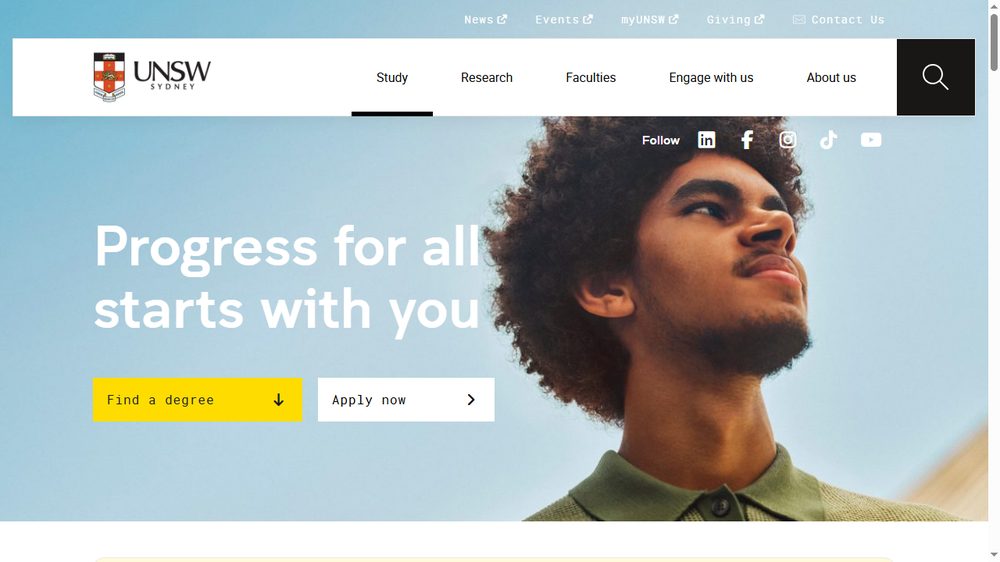 News
Events
myUNSW
Giving
Contact Us
UNSW
SYDNEY
Study
Research
Faculties
Engage with us
About us
Follow
Progress for all
starts with you
Find a degree
Apply now